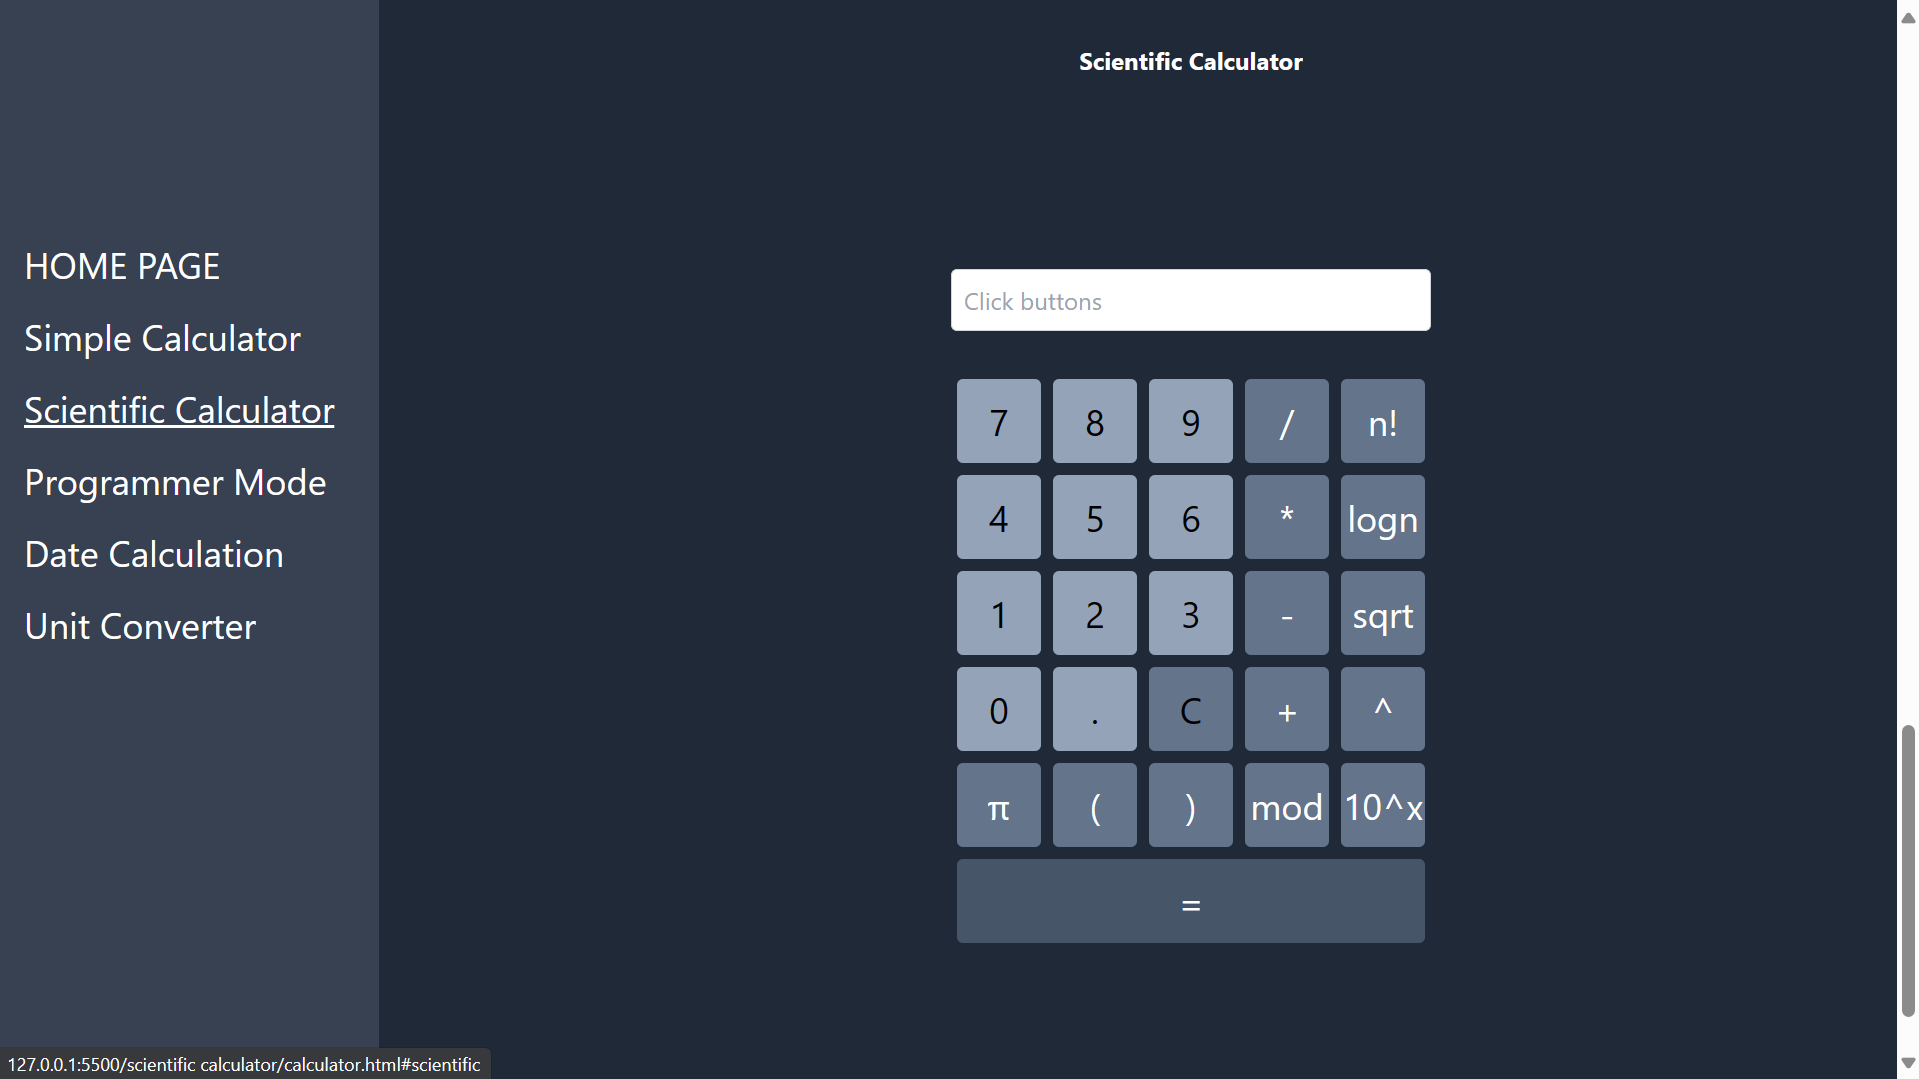 Scientific Calculator
HOME PAGE
Simple Calculator
Scientific Calculator
Programmer Mode
Date Calculation
Unit Converter
Click buttons
7 8 9 / n!
4 5 6 * logn
1 2 3 - sqrt
0 . C + ^
π ( ) mod 10^x
=
127.0.0.1:5500/scientific calculator/calculator.html#scientific